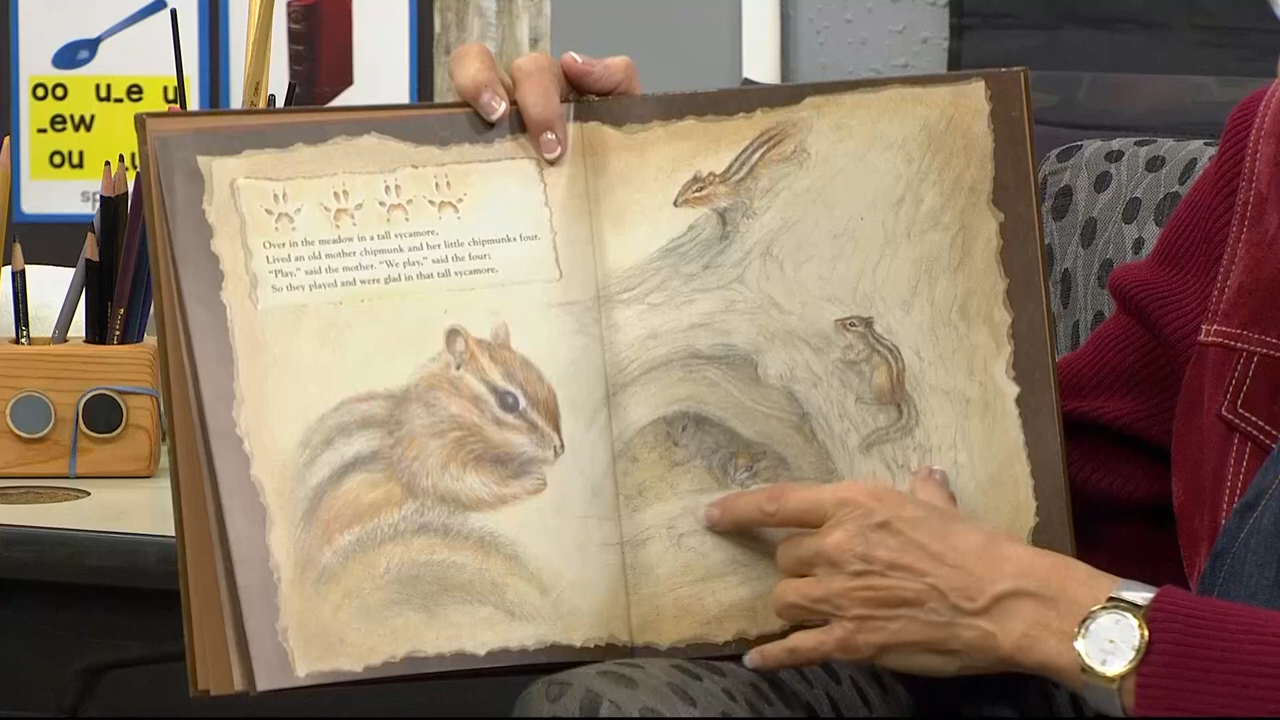 oo u_e u
_ew
ou
sp
Over in the meadow in a tall sycamore,
Lived an old mother chipmunk and her little chipmunks four.
"Play," said the mother. "We play," said the four;
So they played and were glad in that tall sycamore.